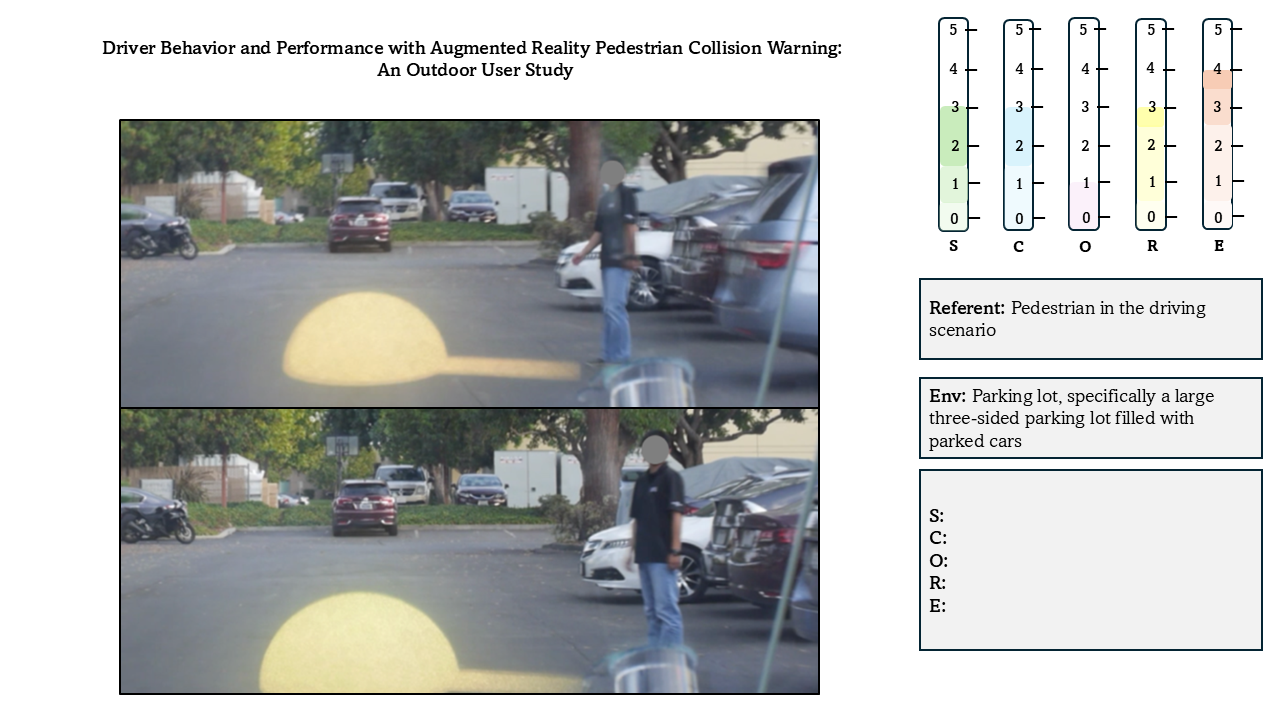 Driver Behavior and Performance with Augmented Reality Pedestrian Collision Warning:
An Outdoor User Study
5 5 5 5 5
4 4 4 4 4
3 3 3 3 3
2 2 2 2 2
1 1 1 1 1
0 0 0 0 0
S C O R E
Referent: Pedestrian in the driving
scenario
Env: Parking lot, specifically a large
three-sided parking lot filled with
parked cars
S:
C:
O:
R:
E: